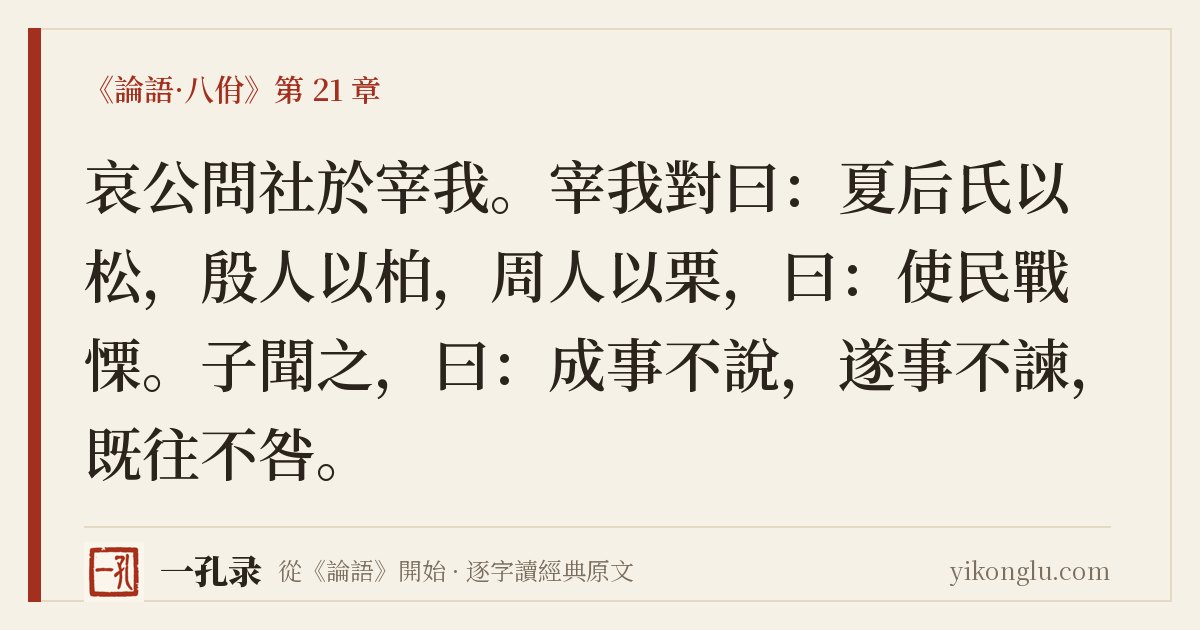 《論語·八佾》第 21 章
哀公問社於宰我。宰我對曰：夏后氏以
松，殷人以柏，周人以栗，曰：使民戰
慄。子聞之，曰：成事不說，遂事不諫，
既往不咎。
一孔
一孔录 從《論語》開始 · 逐字讀經典原文 yikonglu.com